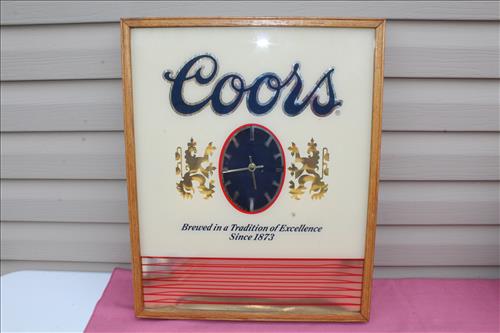 Coors®
Brewed in a Tradition of Excellence
Since 1873